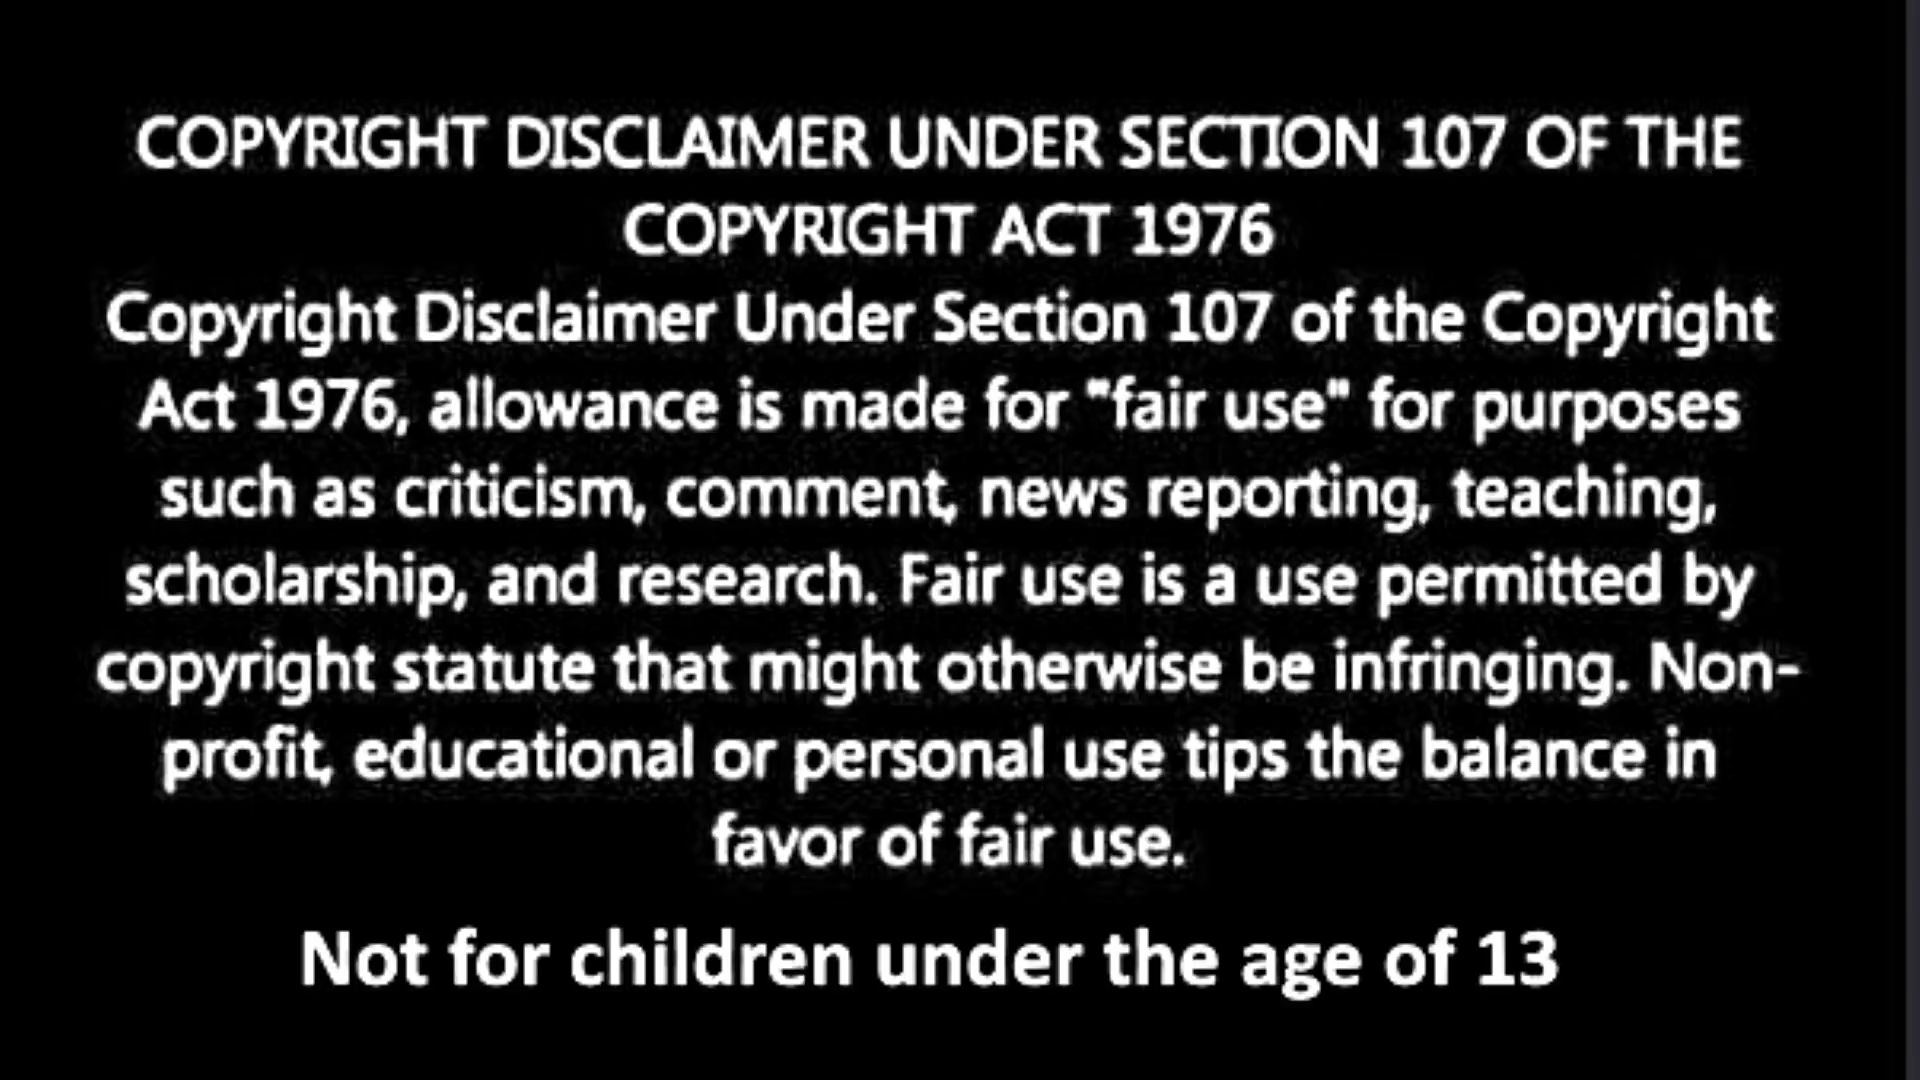 COPYRIGHT DISCLAIMER UNDER SECTION 107 OF THE
COPYRIGHT ACT 1976
Copyright Disclaimer Under Section 107 of the Copyright
Act 1976, allowance is made for "fair use" for purposes
such as criticism, comment, news reporting, teaching,
scholarship, and research. Fair use is a use permitted by
copyright statute that might otherwise be infringing. Non-
profit, educational or personal use tips the balance in
favor of fair use.
Not for children under the age of 13